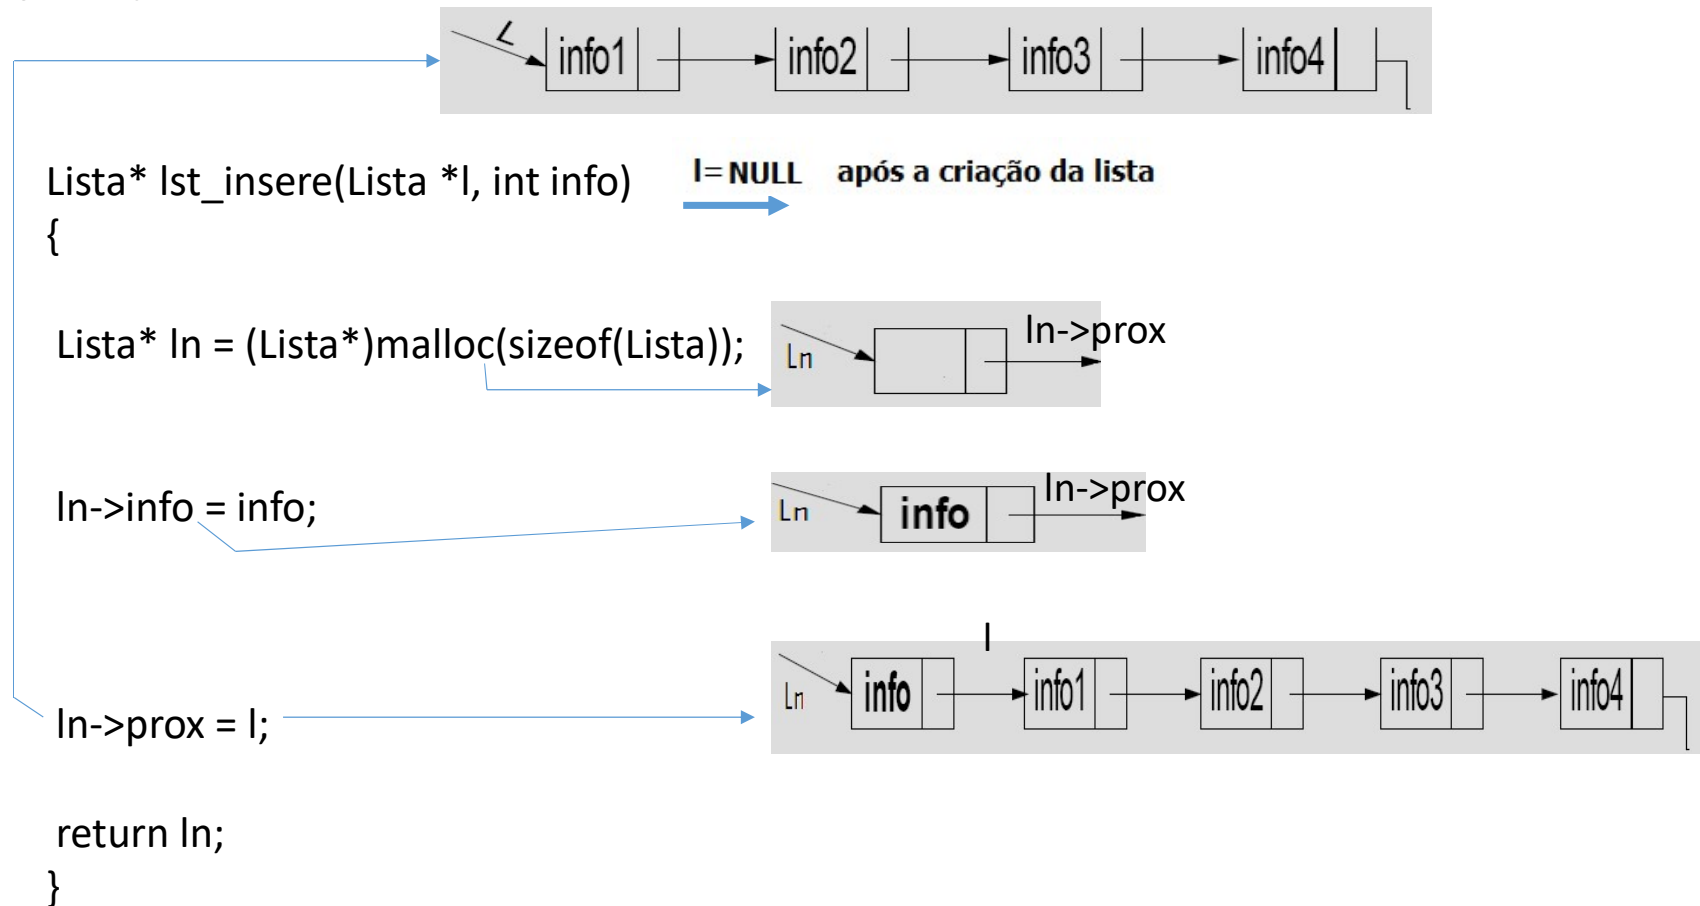 L
info1 info2 info3 info4
Lista* lst_insere(Lista *l, int info) l=NULL após a criação da lista
{
Lista* ln = (Lista*)malloc(sizeof(Lista)); Ln ln->prox
ln->info = info; Ln info ln->prox
l
ln->prox = l; Ln info info1 info2 info3 info4
return ln;
}